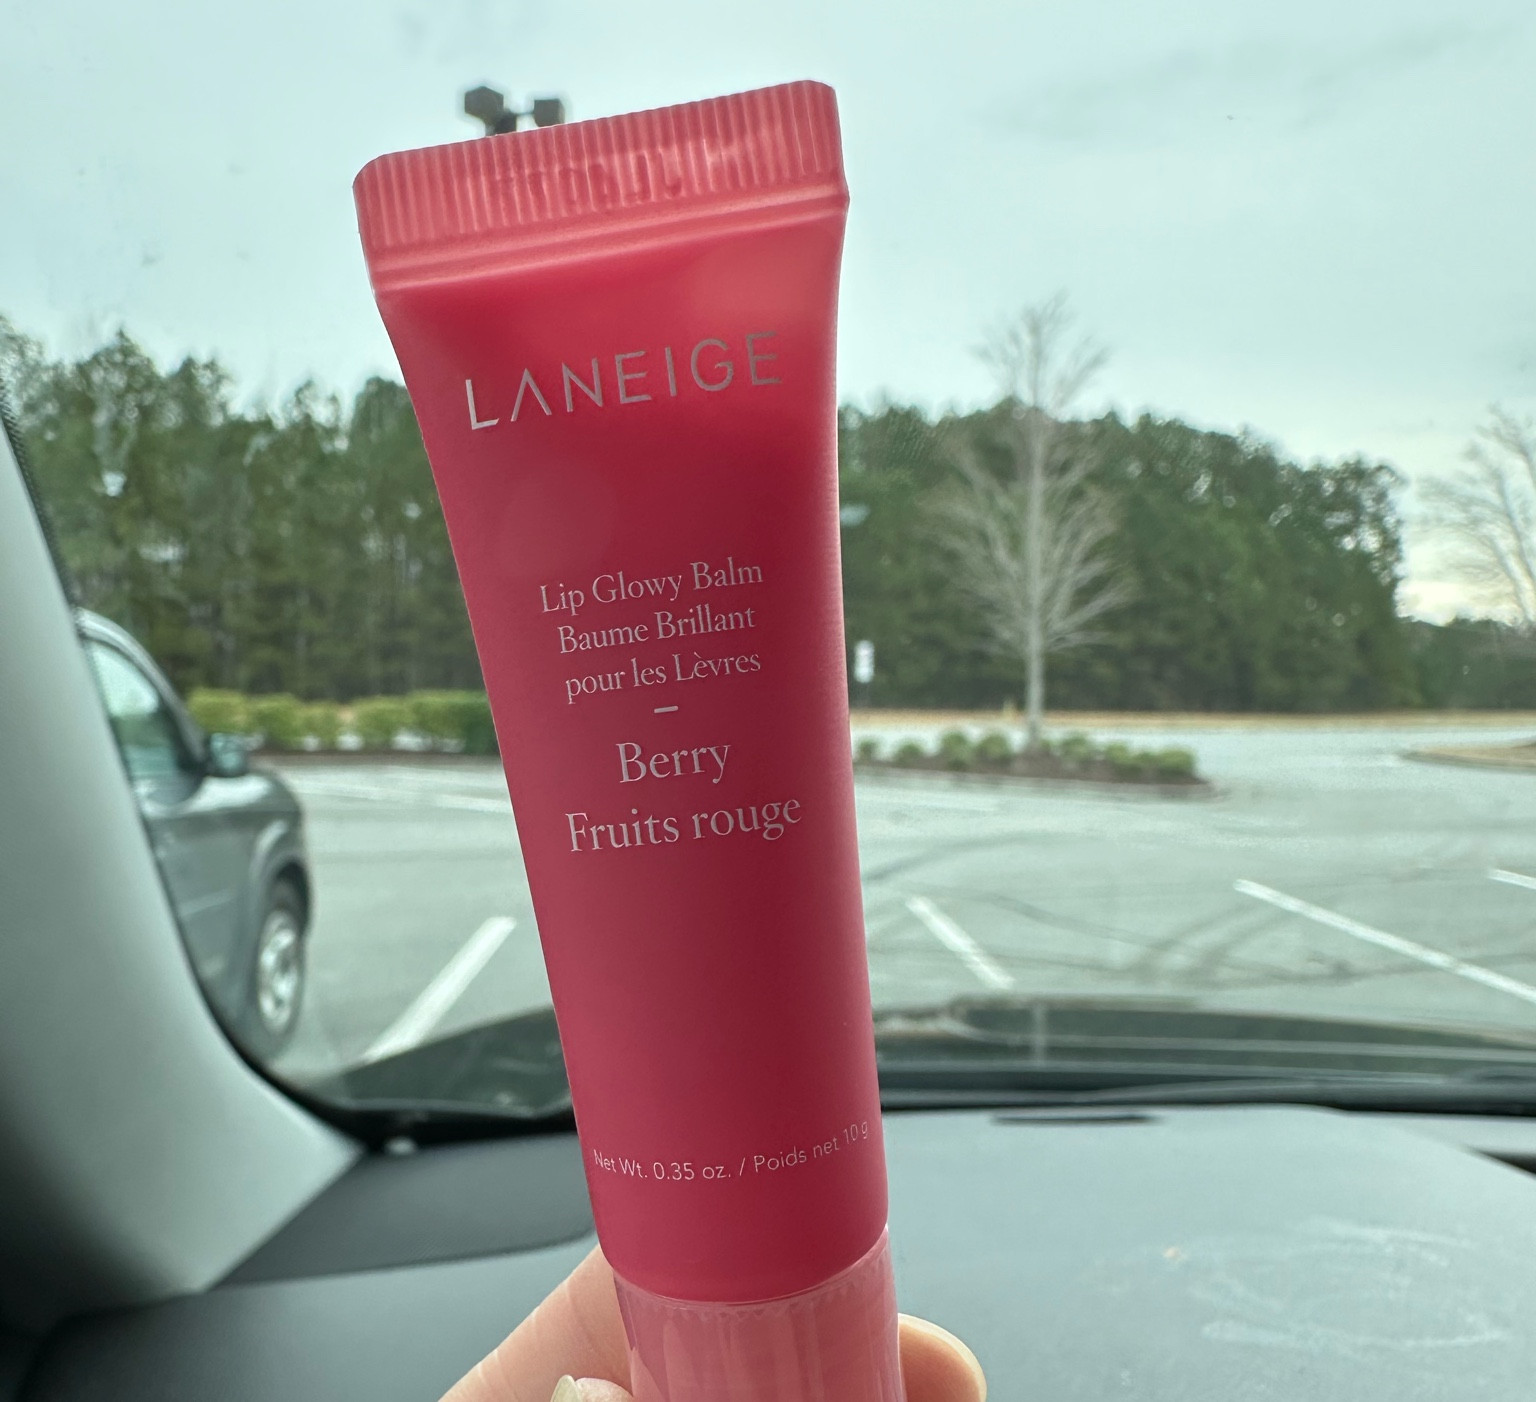 LANEIGE
Lip Glowy Balm
Baume Brillant
pour les Lèvres
Berry
Fruits rouge
Net Wt. 0.35 oz. / Poids net 10 g